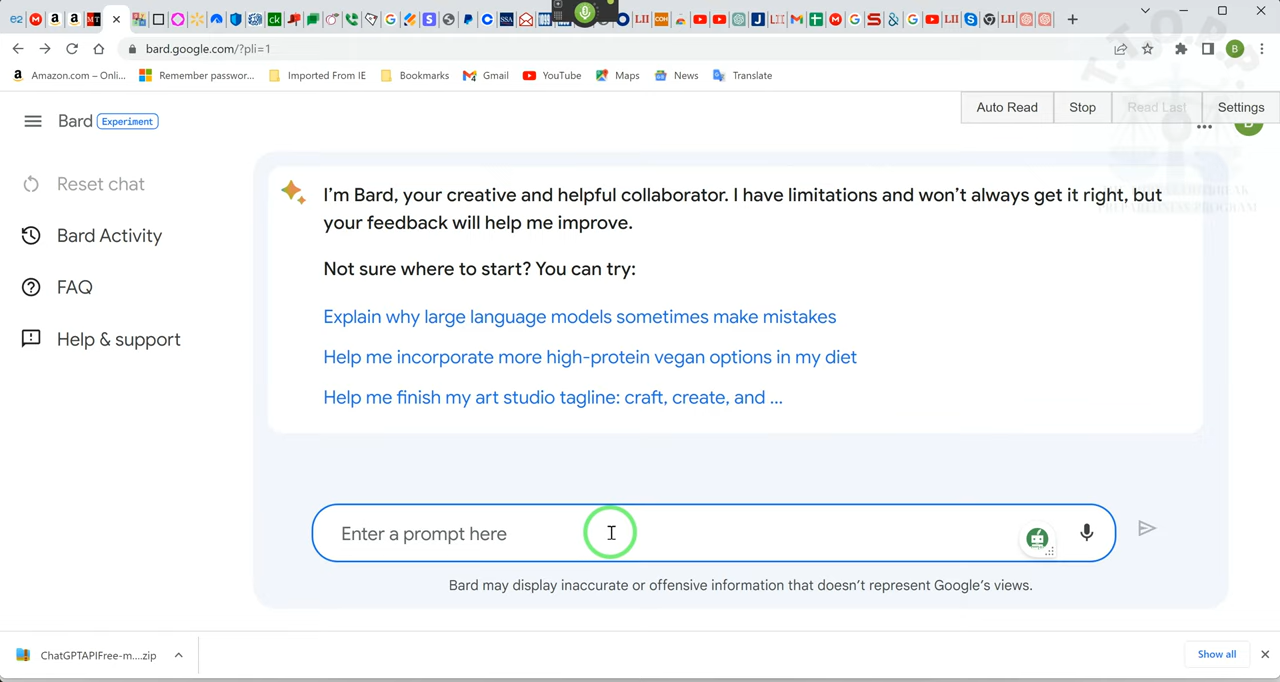 bard.google.com/?pli=1
B
Amazon.com – Onli...
Remember passwor...
Imported From IE
Bookmarks
Gmail
YouTube
Maps
News
Translate
Auto Read
Stop
Read Last
Settings
Bard
Experiment
Reset chat
Bard Activity
FAQ
Help & support
I'm Bard, your creative and helpful collaborator. I have limitations and won't always get it right, but
your feedback will help me improve.
Not sure where to start? You can try:
Explain why large language models sometimes make mistakes
Help me incorporate more high-protein vegan options in my diet
Help me finish my art studio tagline: craft, create, and ...
Enter a prompt here
Bard may display inaccurate or offensive information that doesn't represent Google's views.
ChatGPTAPIFree-m....zip
Show all